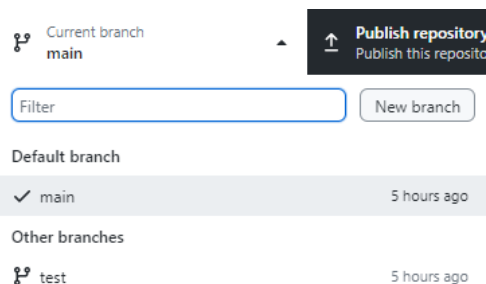 Current branch
main
Publish repository
Publish this reposito
Filter
New branch
Default branch
main
5 hours ago
Other branches
test
5 hours ago